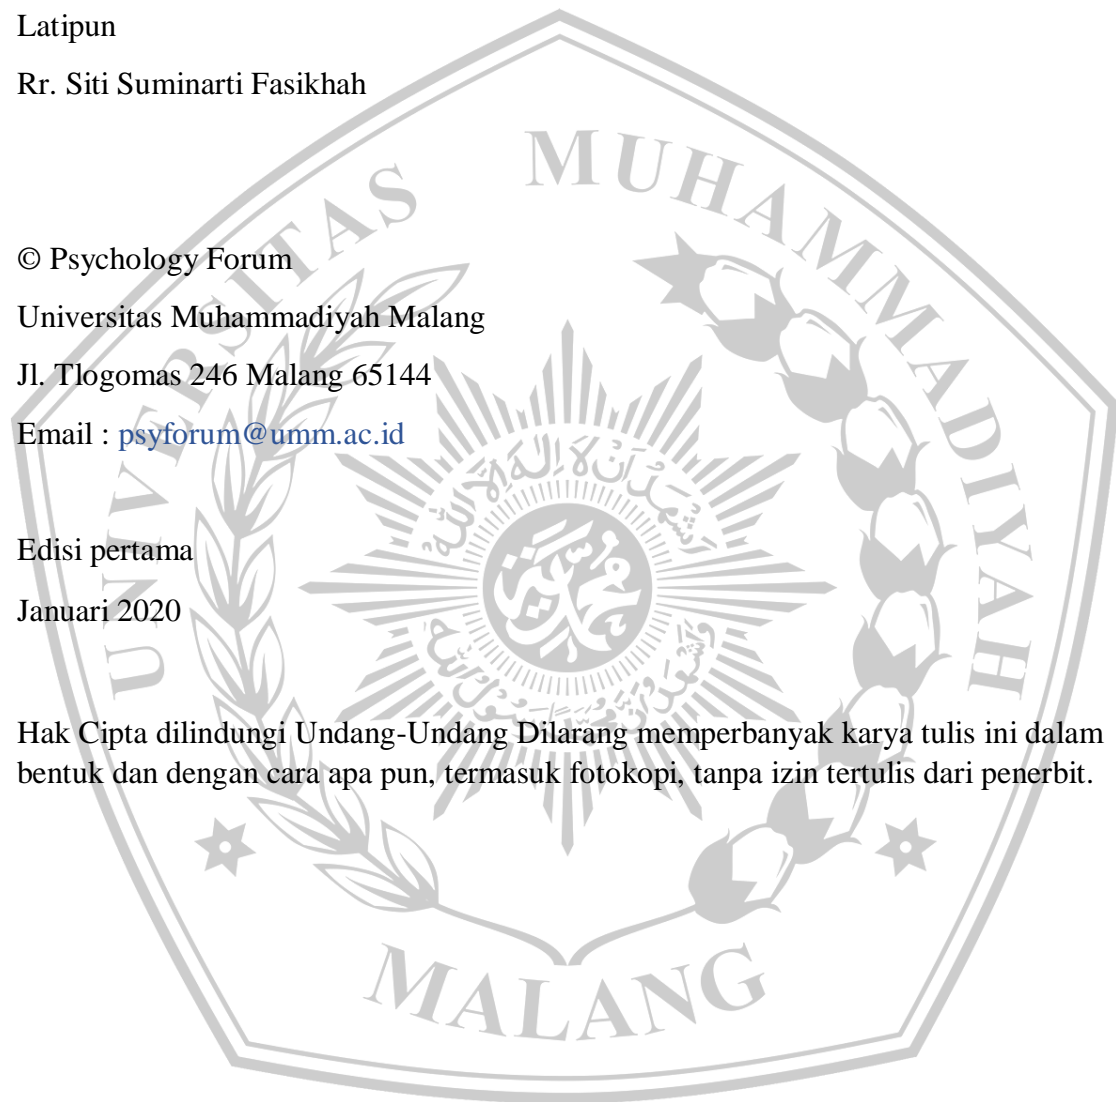 Latipun
Rr. Siti Suminarti Fasikhah
© Psychology Forum
Universitas Muhammadiyah Malang
Jl. Tlogomas 246 Malang 65144
Email : psyforum@umm.ac.id
Edisi pertama
Januari 2020
Hak Cipta dilindungi Undang-Undang Dilarang memperbanyak karya tulis ini dalam
bentuk dan dengan cara apa pun, termasuk fotokopi, tanpa izin tertulis dari penerbit.
UNIVERSITAS MUHAMMADIYAH
MALANG